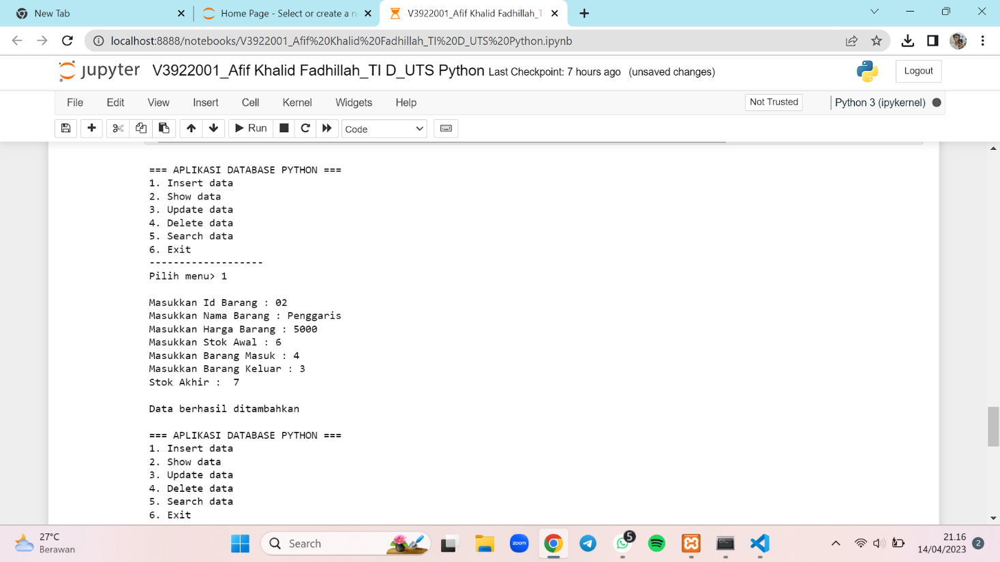 New Tab
Home Page - Select or create a n
V3922001_Afif Khalid Fadhillah_T
localhost:8888/notebooks/V3922001_Afif%20Khalid%20Fadhillah_TI%20D_UTS%20Python.ipynb
jupyter V3922001_Afif Khalid Fadhillah_TI D_UTS Python Last Checkpoint: 7 hours ago (unsaved changes)
Logout
File Edit View Insert Cell Kernel Widgets Help
Not Trusted
Python 3 (ipykernel)
Run
Code
=== APLIKASI DATABASE PYTHON ===
1. Insert data
2. Show data
3. Update data
4. Delete data
5. Search data
6. Exit
-------------------
Pilih menu> 1
Masukkan Id Barang : 02
Masukkan Nama Barang : Penggaris
Masukkan Harga Barang : 5000
Masukkan Stok Awal : 6
Masukkan Barang Masuk : 4
Masukkan Barang Keluar : 3
Stok Akhir :  7
Data berhasil ditambahkan
=== APLIKASI DATABASE PYTHON ===
1. Insert data
2. Show data
3. Update data
4. Delete data
5. Search data
6. Exit
27°C
Berawan
Search
zoom
5
21.16
14/04/2023
2